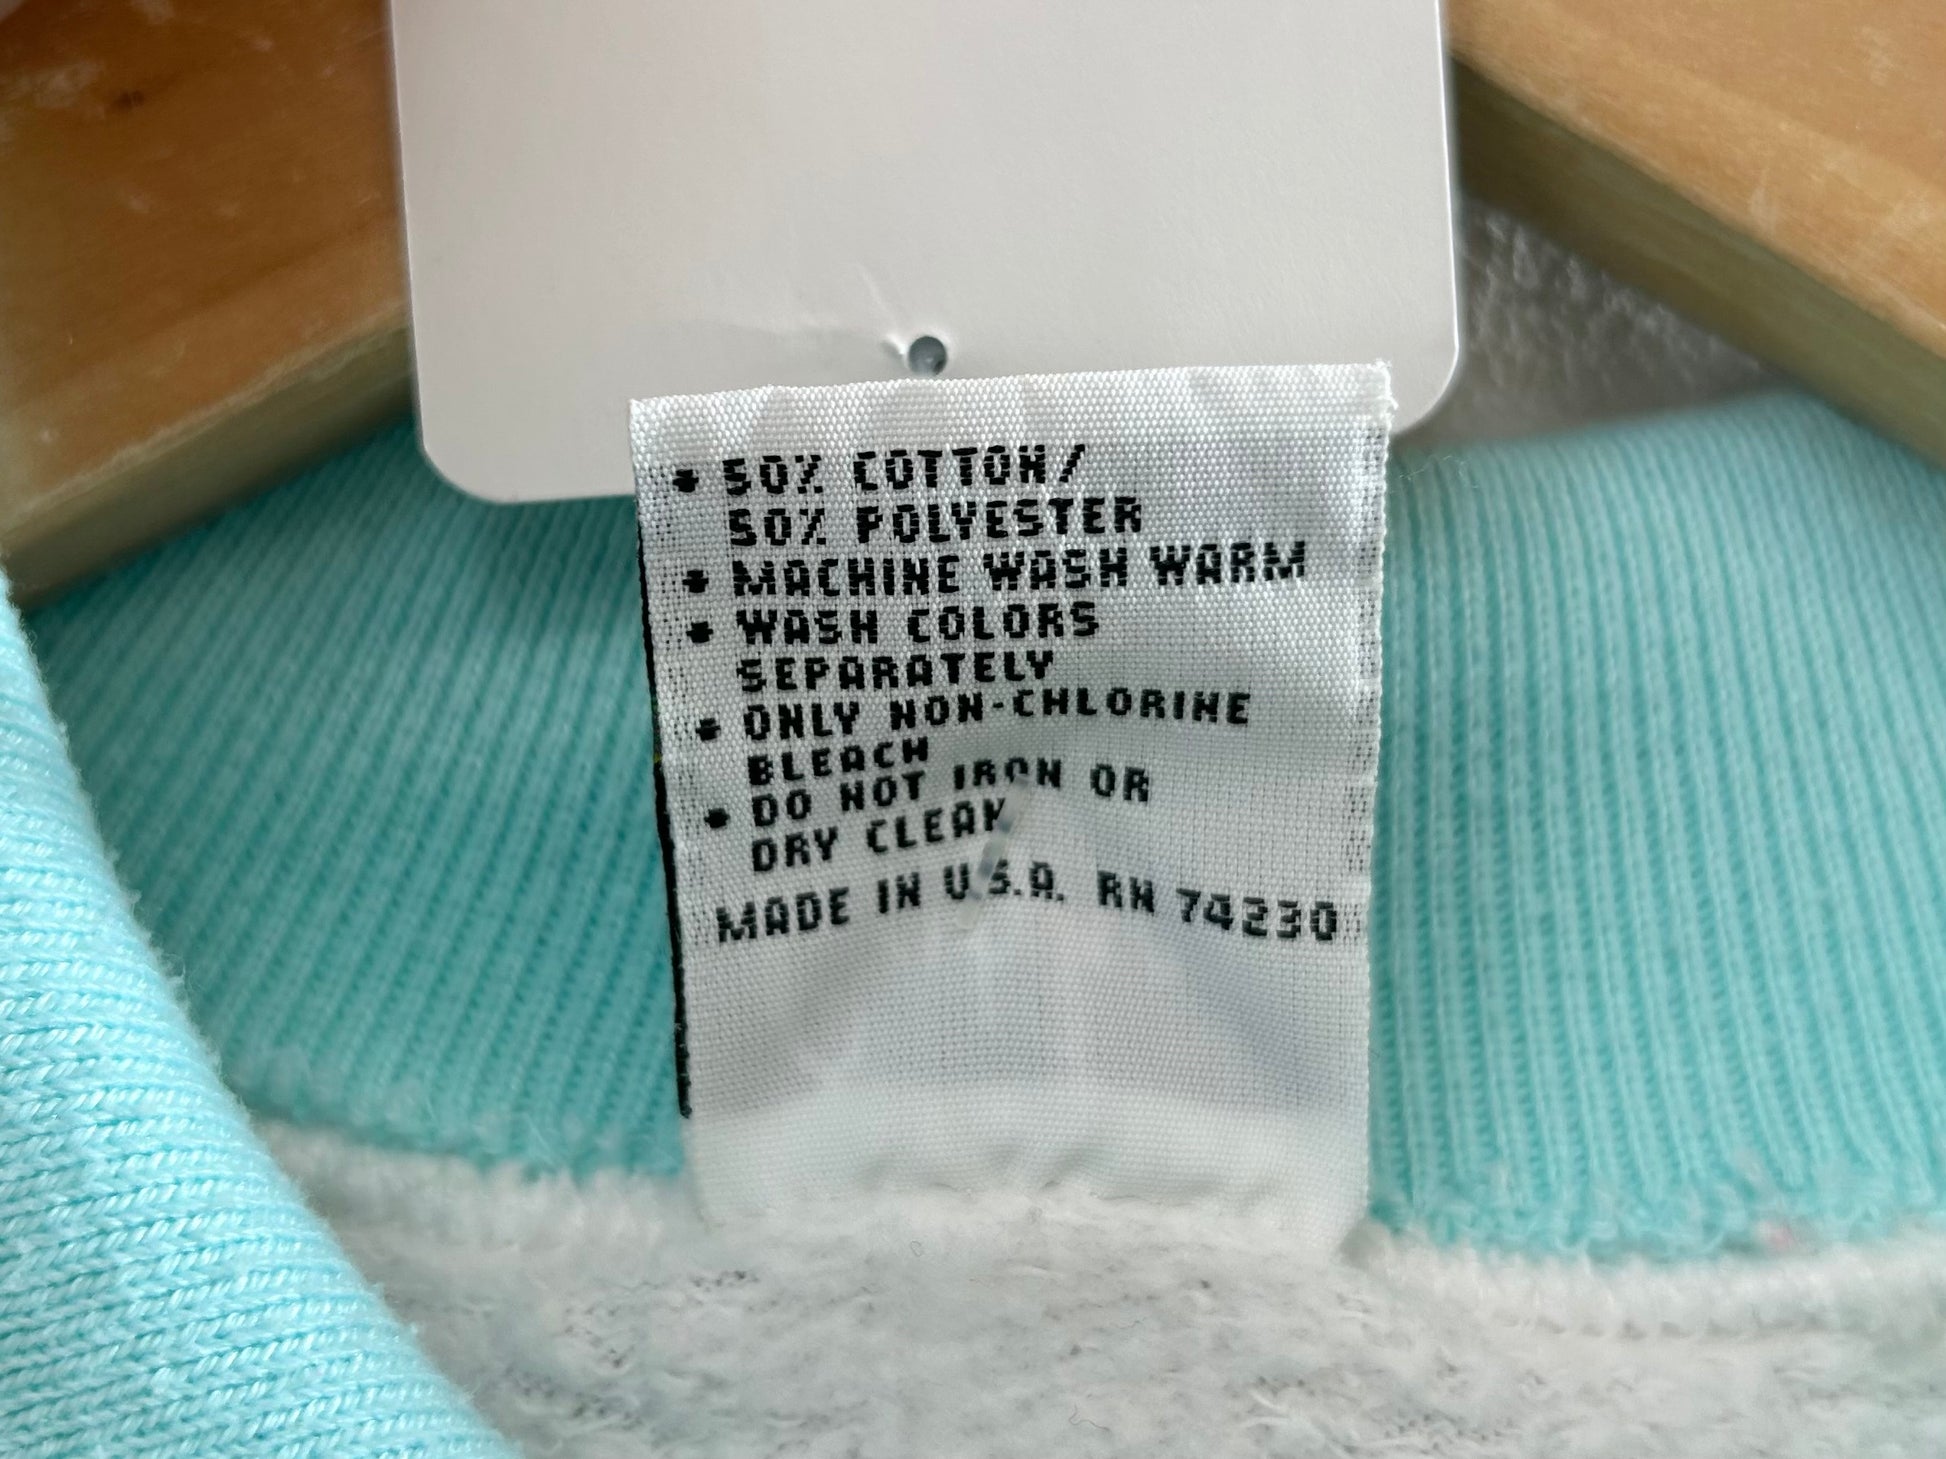 • 50% COTTON/
50% POLYESTER
• MACHINE WASH WARM
• WASH COLORS
SEPARATELY
• ONLY NON-CHLORINE
BLEACH
• DO NOT IRON OR
DRY CLEAN
MADE IN U.S.A. RN 74230